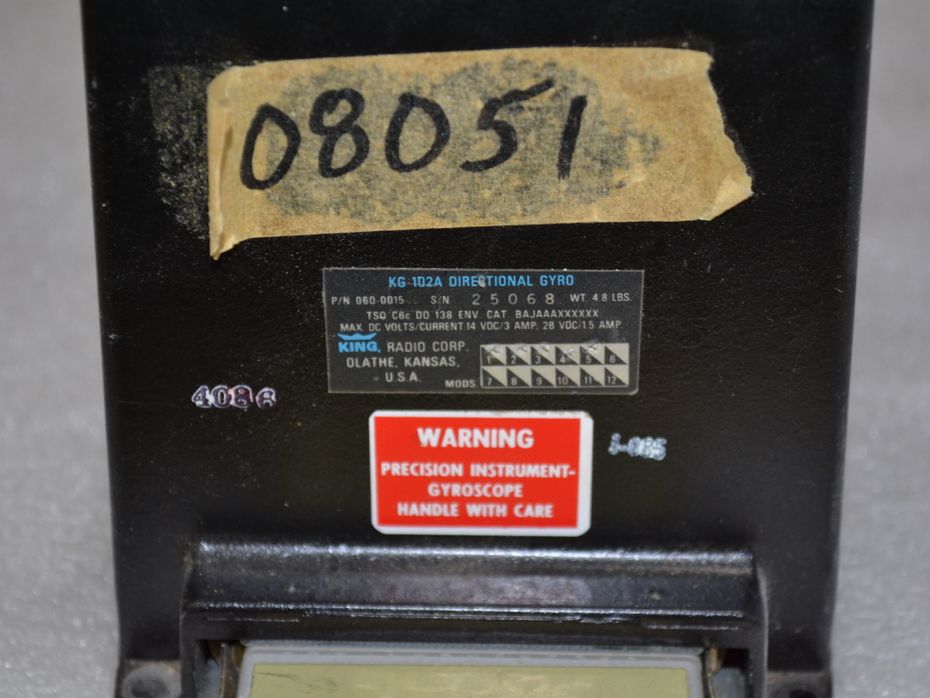 08051
KG 102A DIRECTIONAL GYRO
P/N 060-0015 S/N 25068 WT 4.8 LBS.
TSO C6c DO 138 ENV. CAT. BAJAAAXXXXXX
MAX. DC VOLTS/CURRENT 14 VDC/3 AMP, 28 VDC/1.5 AMP.
KING RADIO CORP.
OLATHE, KANSAS,
U.S.A.
MODS
1 2 3 4 5 6
7 8 9 10 11 12
WARNING
PRECISION INSTRUMENT-
GYROSCOPE
HANDLE WITH CARE